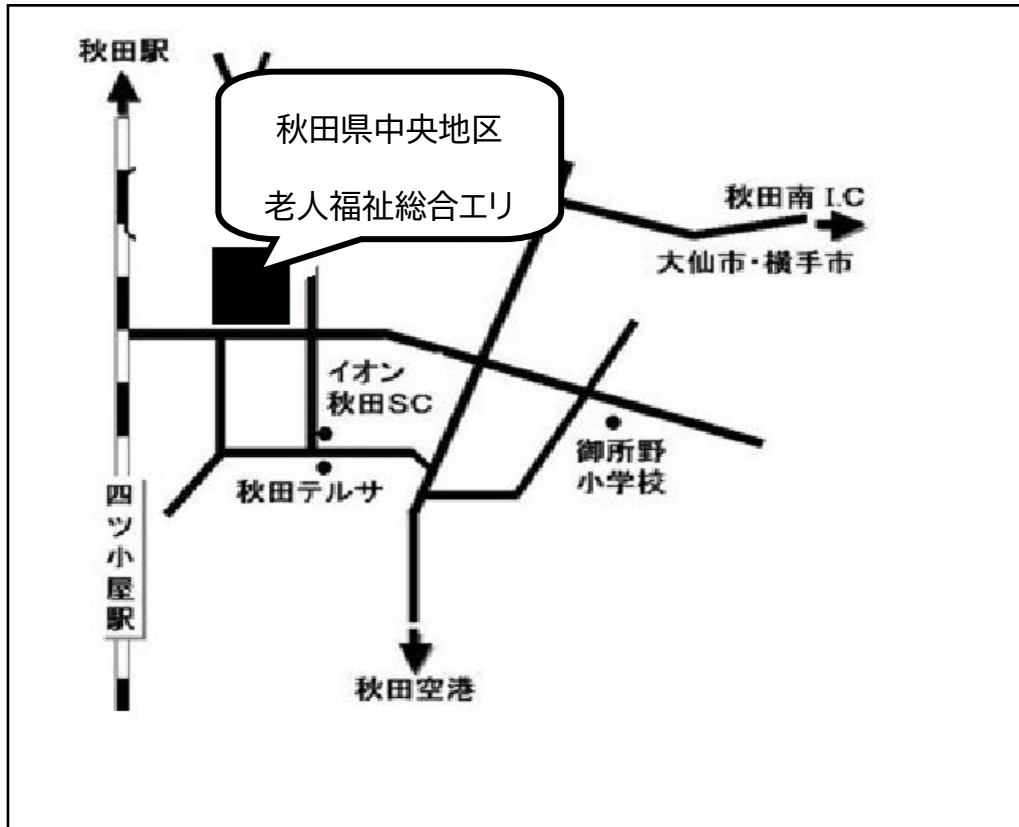 秋田駅
秋田県中央地区
老人福祉総合エリ
秋田南 I.C
大仙市・横手市
イオン
秋田SC
御所野
小学校
秋田テルサ
四ツ小屋駅
秋田空港